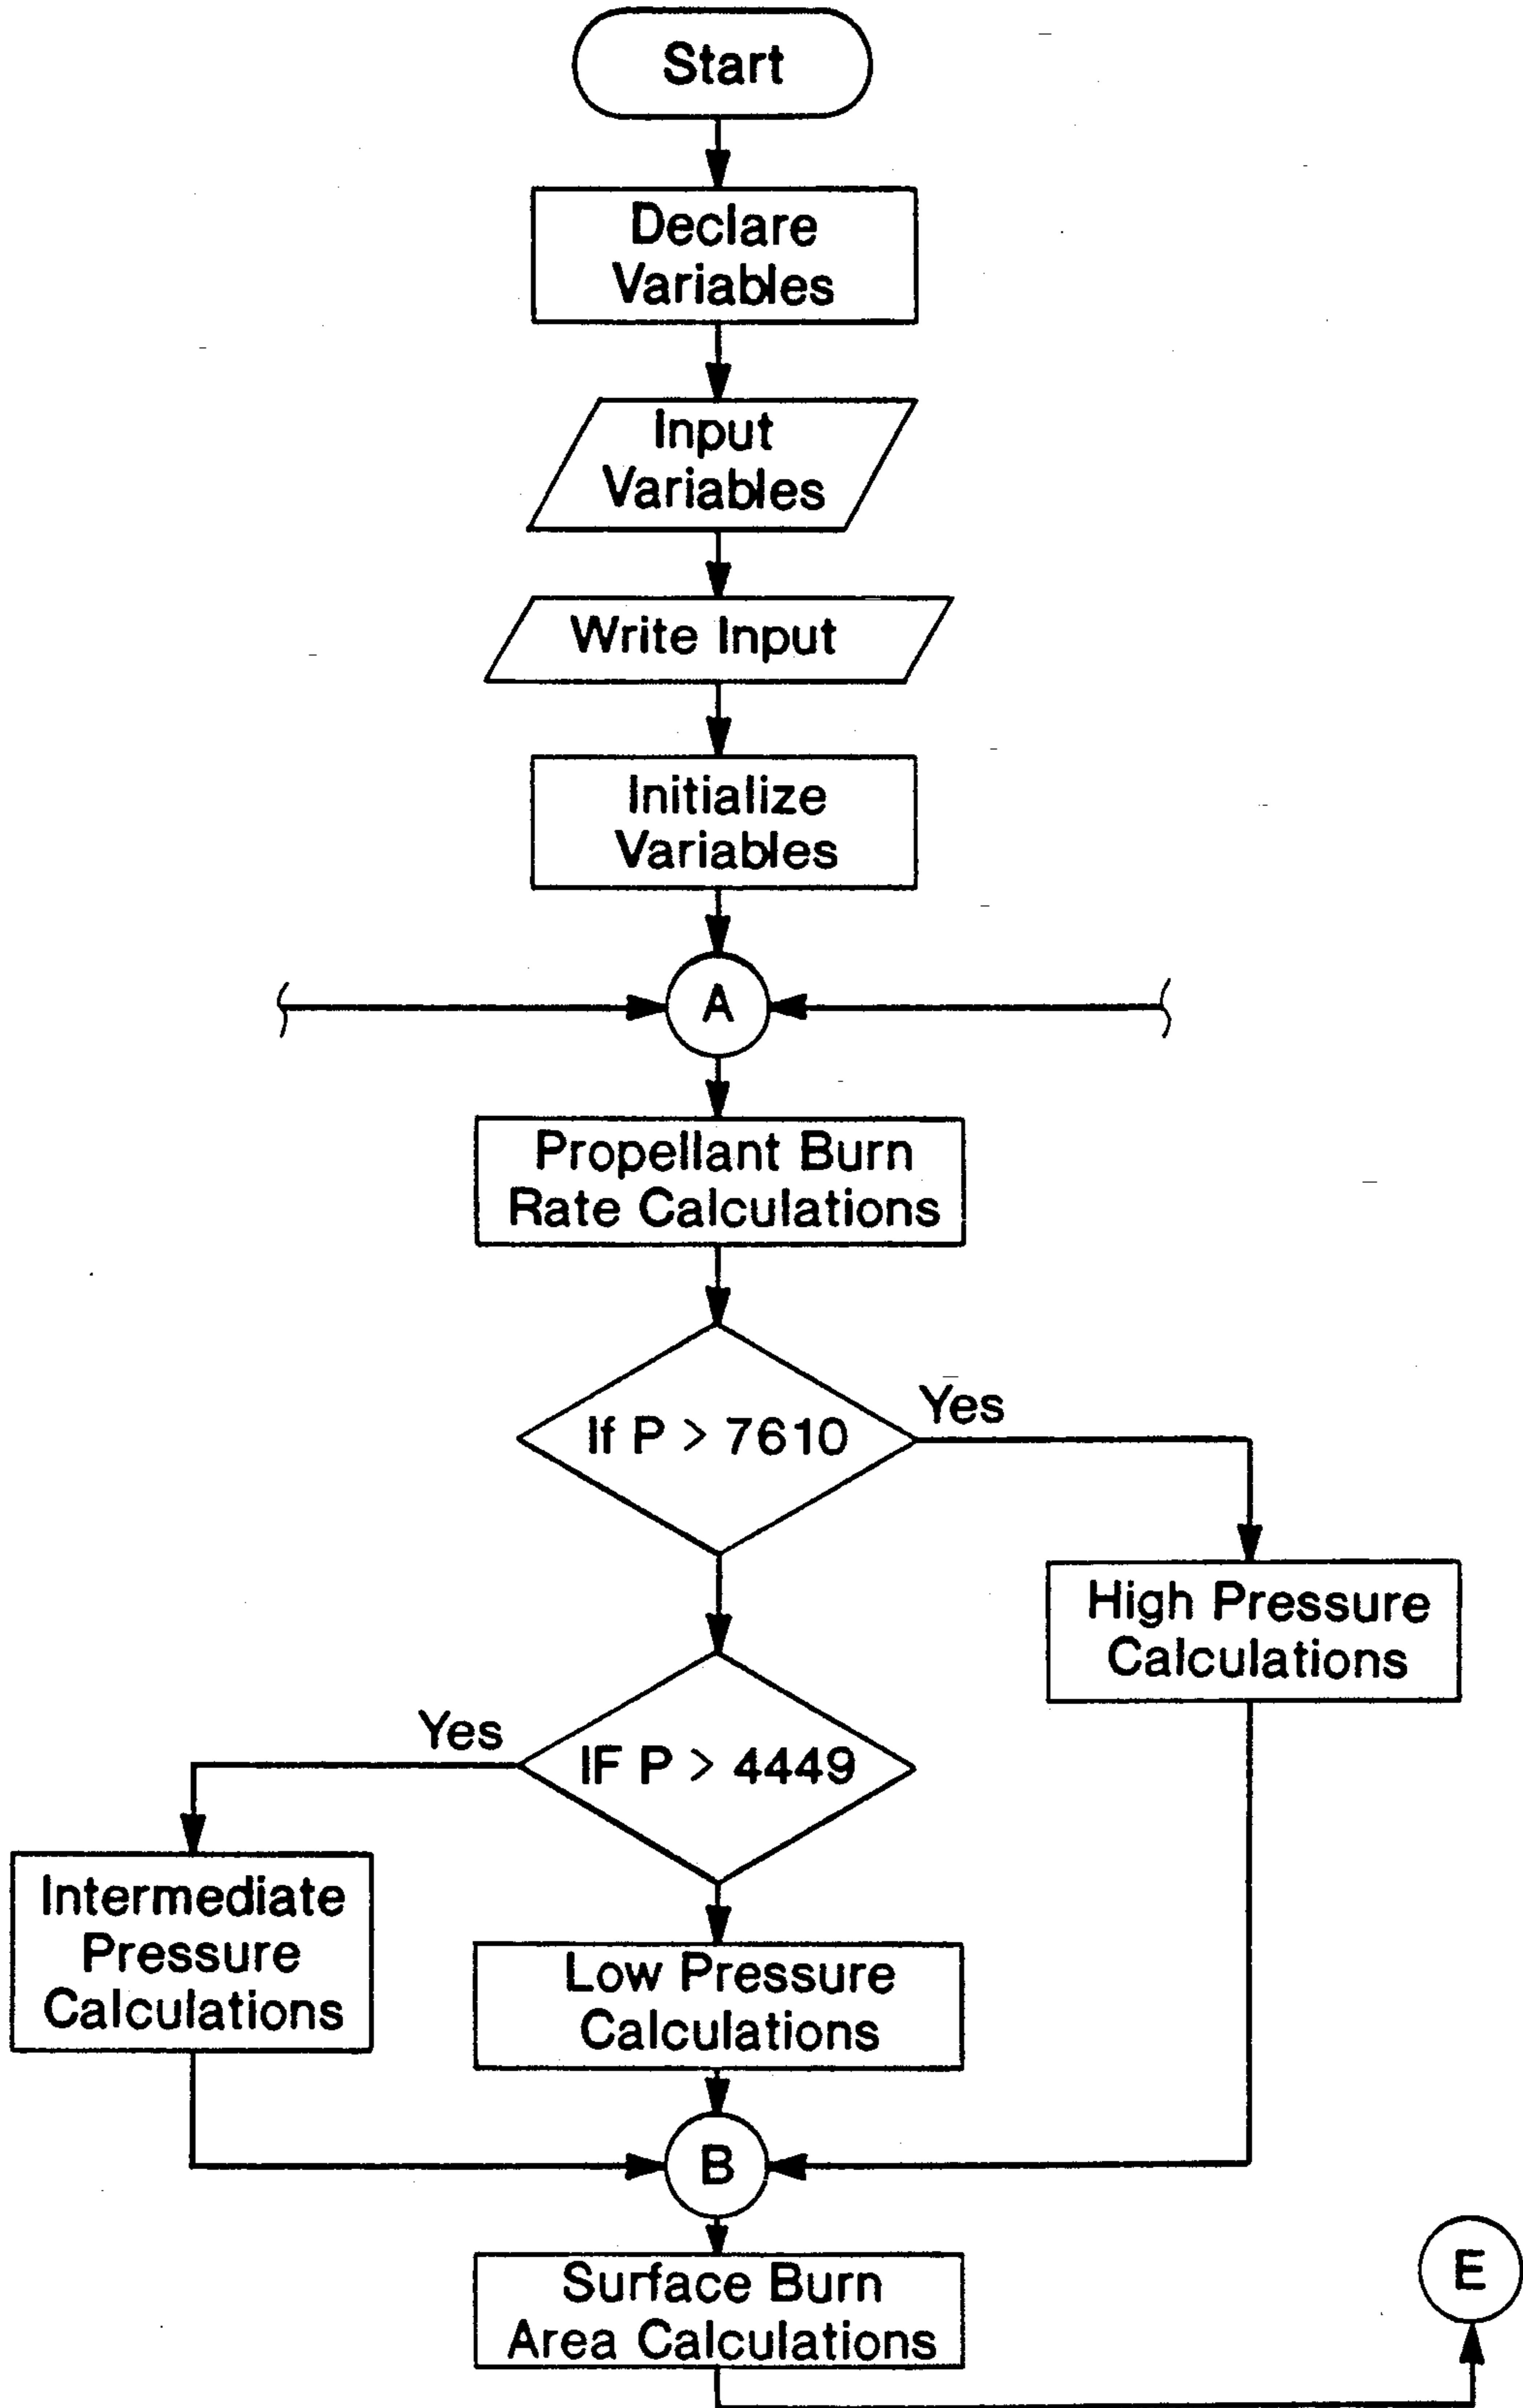 Start
Declare
Variables
Input
Variables
Write Input
Initialize
Variables
A
Propellant Burn
Rate Calculations
If P > 7610
Yes
High Pressure
Calculations
IF P > 4449
Yes
Intermediate
Pressure
Calculations
Low Pressure
Calculations
B
Surface Burn
Area Calculations
E